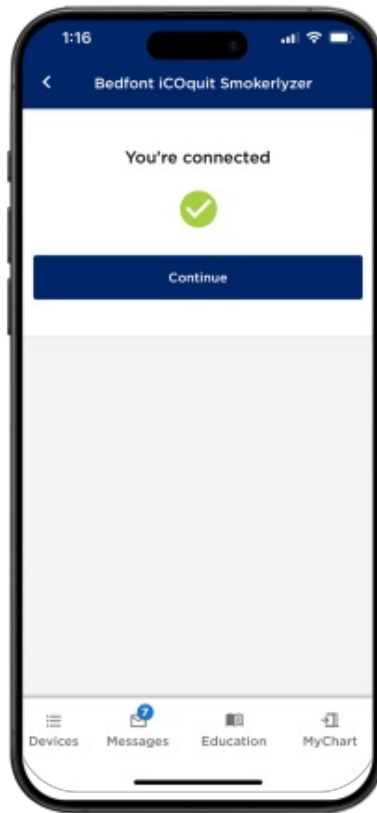 1:16
Bedfont iCOquit Smokerlyzer
You're connected
Continue
7
Devices Messages Education MyChart